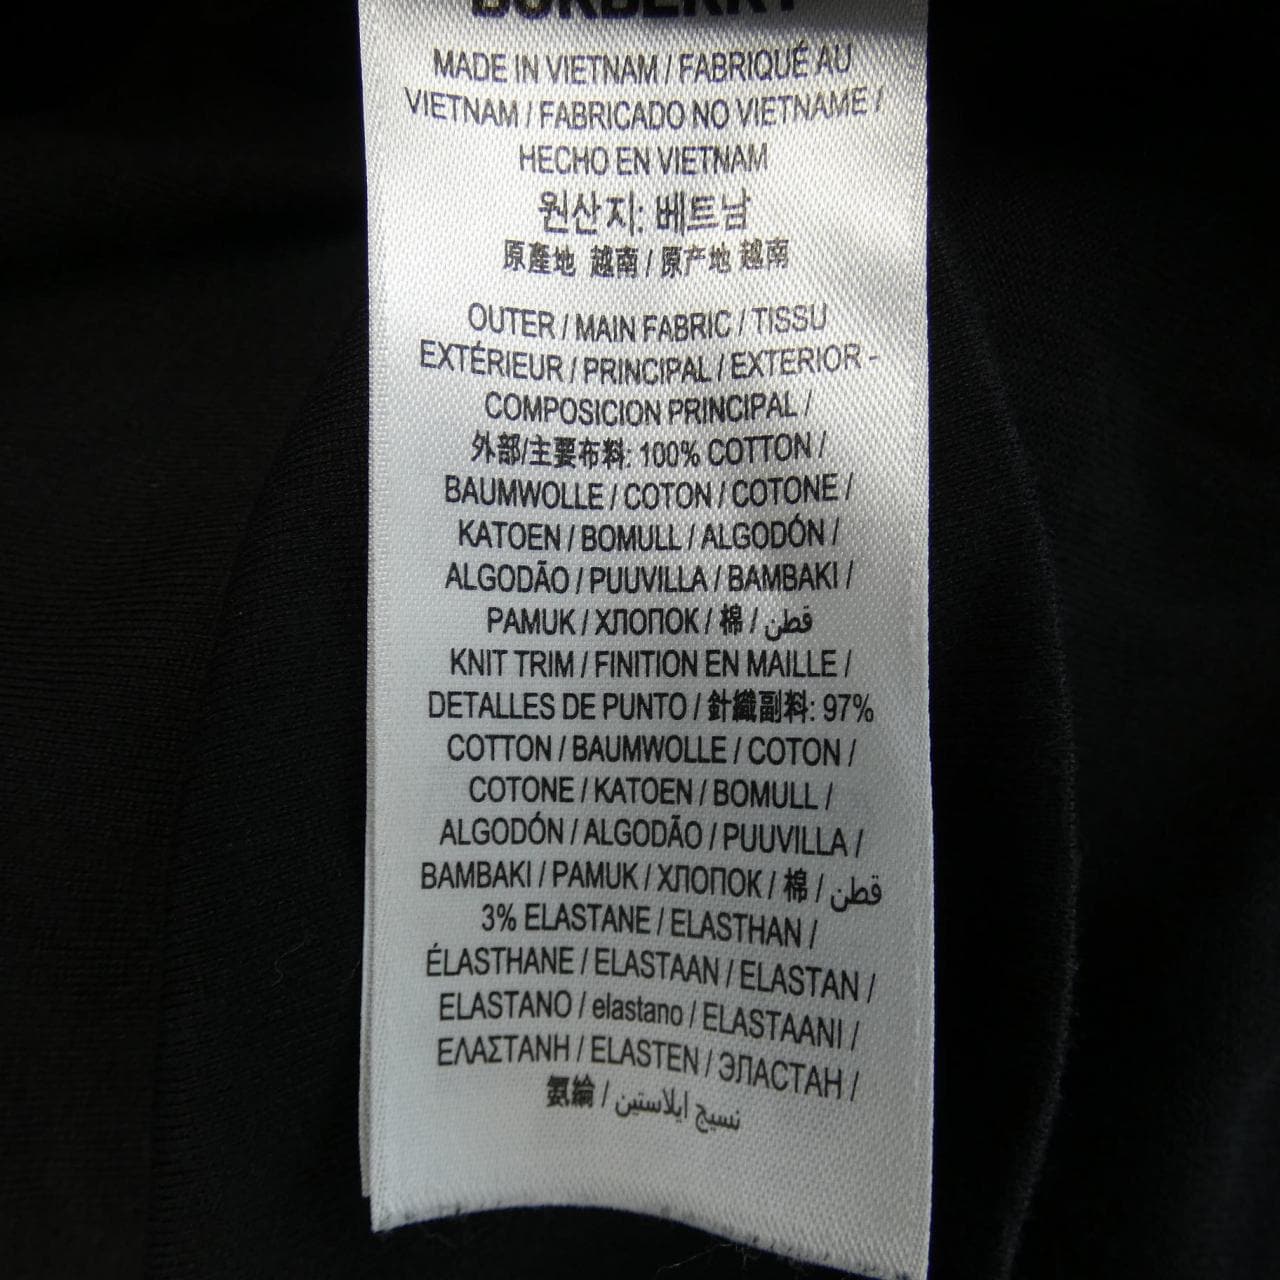 BURBERRY
MADE IN VIETNAM / FABRIQUÉ AU
VIETNAM / FABRICADO NO VIETNAME /
HECHO EN VIETNAM
원산지: 베트남
原產地 越南 / 原产地 越南
OUTER / MAIN FABRIC / TISSU
EXTÉRIEUR / PRINCIPAL / EXTERIOR -
COMPOSICION PRINCIPAL /
外部/主要布料: 100% COTTON /
BAUMWOLLE / COTON / COTONE /
KATOEN / BOMULL / ALGODÓN /
ALGODÃO / PUUVILLA / BAMBAKI /
PAMUK / ХЛОПОК / 棉 / قطن
KNIT TRIM / FINITION EN MAILLE /
DETALLES DE PUNTO / 針織副料: 97%
COTTON / BAUMWOLLE / COTON /
COTONE / KATOEN / BOMULL /
ALGODÓN / ALGODÃO / PUUVILLA /
BAMBAKI / PAMUK / ХЛОПОК / 棉 / قطن
3% ELASTANE / ELASTHAN /
ÉLASTHANE / ELASTAAN / ELASTAN /
ELASTANO / elastano / ELASTAANI /
ΕΛΑΣΤΑΝΗ / ELASTEN / ЭЛАСТАН /
氨綸 / نسيج ايلاستين